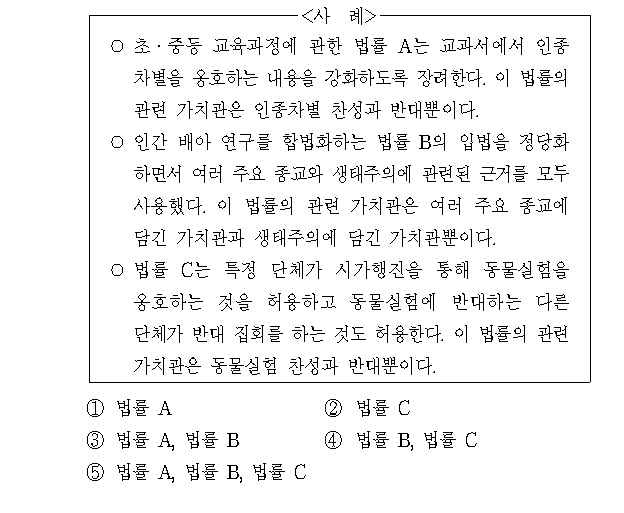 <사 례>
○ 초·중등 교육과정에 관한 법률 A는 교과서에서 인종
차별을 옹호하는 내용을 강화하도록 장려한다. 이 법률의
관련 가치관은 인종차별 찬성과 반대뿐이다.
○ 인간 배아 연구를 합법화하는 법률 B의 입법을 정당화
하면서 여러 주요 종교와 생태주의에 관련된 근거를 모두
사용했다. 이 법률의 관련 가치관은 여러 주요 종교에
담긴 가치관과 생태주의에 담긴 가치관뿐이다.
○ 법률 C는 특정 단체가 시가행진을 통해 동물실험을
옹호하는 것을 허용하고 동물실험에 반대하는 다른
단체가 반대 집회를 하는 것도 허용한다. 이 법률의 관련
가치관은 동물실험 찬성과 반대뿐이다.
① 법률 A ② 법률 C
③ 법률 A, 법률 B ④ 법률 B, 법률 C
⑤ 법률 A, 법률 B, 법률 C